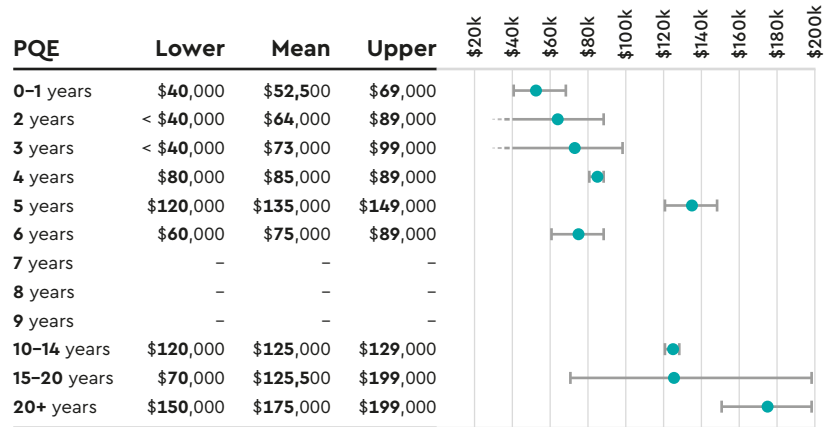 $20k $40k $60k $80k $100k $120k $140k $160k $180k $200k
PQE Lower Mean Upper
0–1 years $40,000 $52,500 $69,000
2 years < $40,000 $64,000 $89,000
3 years < $40,000 $73,000 $99,000
4 years $80,000 $85,000 $89,000
5 years $120,000 $135,000 $149,000
6 years $60,000 $75,000 $89,000
7 years – – –
8 years – – –
9 years – – –
10–14 years $120,000 $125,000 $129,000
15–20 years $70,000 $125,500 $199,000
20+ years $150,000 $175,000 $199,000